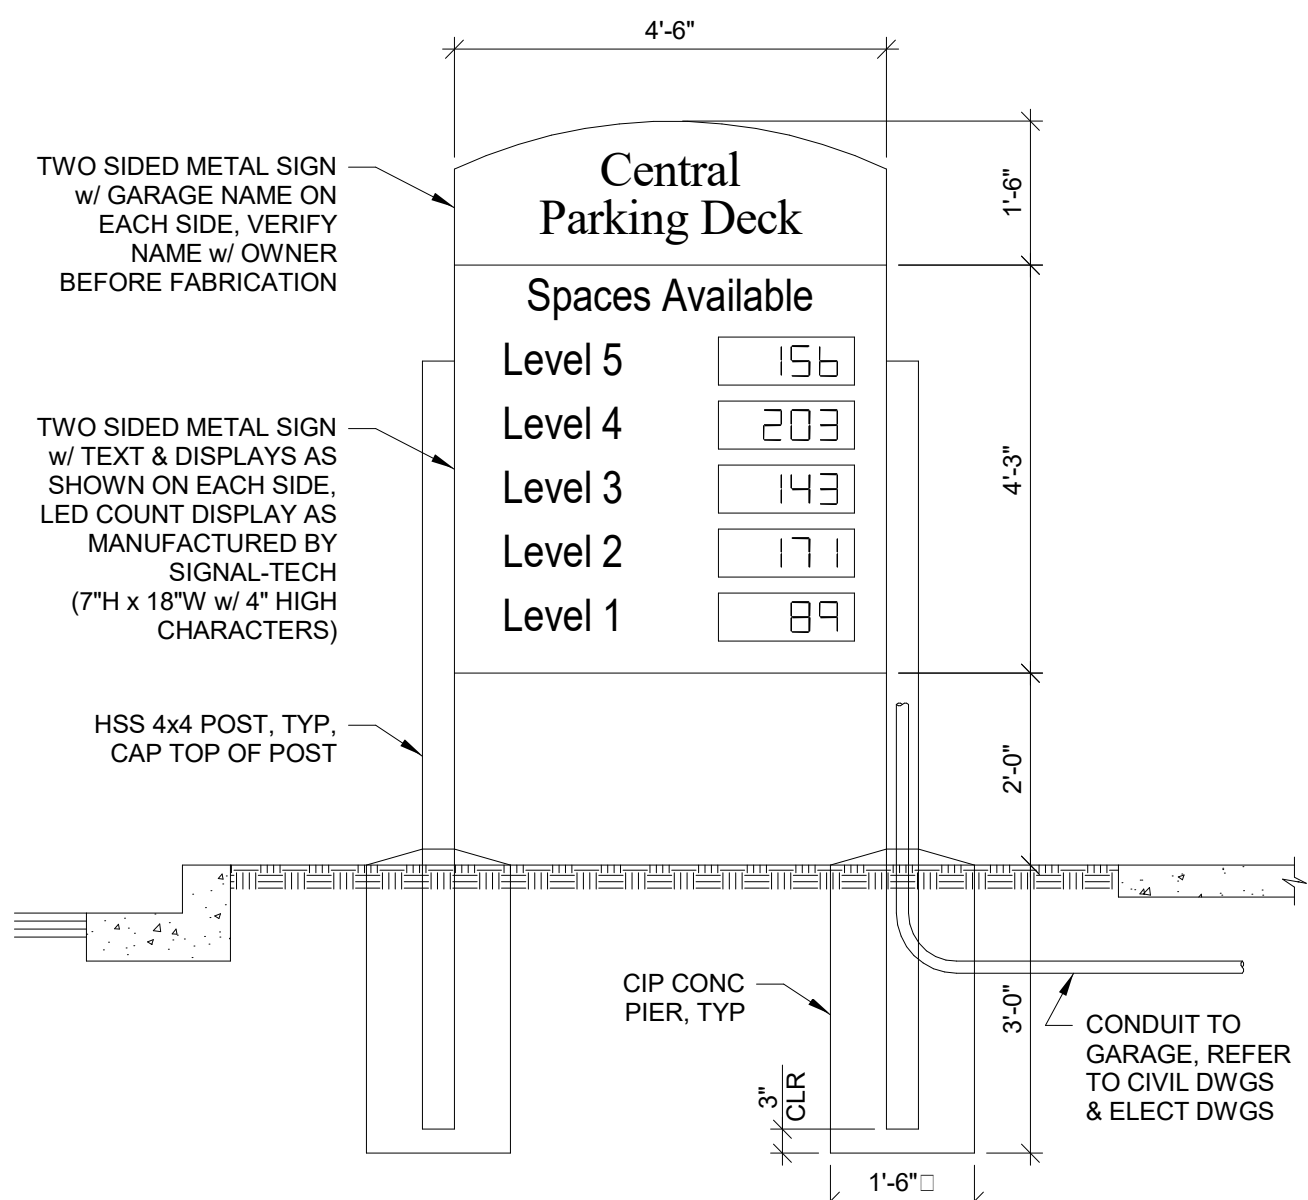 4'-6"
TWO SIDED METAL SIGN
w/ GARAGE NAME ON
EACH SIDE, VERIFY
NAME w/ OWNER
BEFORE FABRICATION
Central
Parking Deck
1'-6"
Spaces Available
Level 5 156
Level 4 203
Level 3 143
Level 2 171
Level 1 89
4'-3"
TWO SIDED METAL SIGN
w/ TEXT & DISPLAYS AS
SHOWN ON EACH SIDE,
LED COUNT DISPLAY AS
MANUFACTURED BY
SIGNAL-TECH
(7"H x 18"W w/ 4" HIGH
CHARACTERS)
HSS 4x4 POST, TYP,
CAP TOP OF POST
2'-0"
CIP CONC
PIER, TYP
3'-0"
CONDUIT TO
GARAGE, REFER
TO CIVIL DWGS
& ELECT DWGS
3"
CLR
1'-6"□